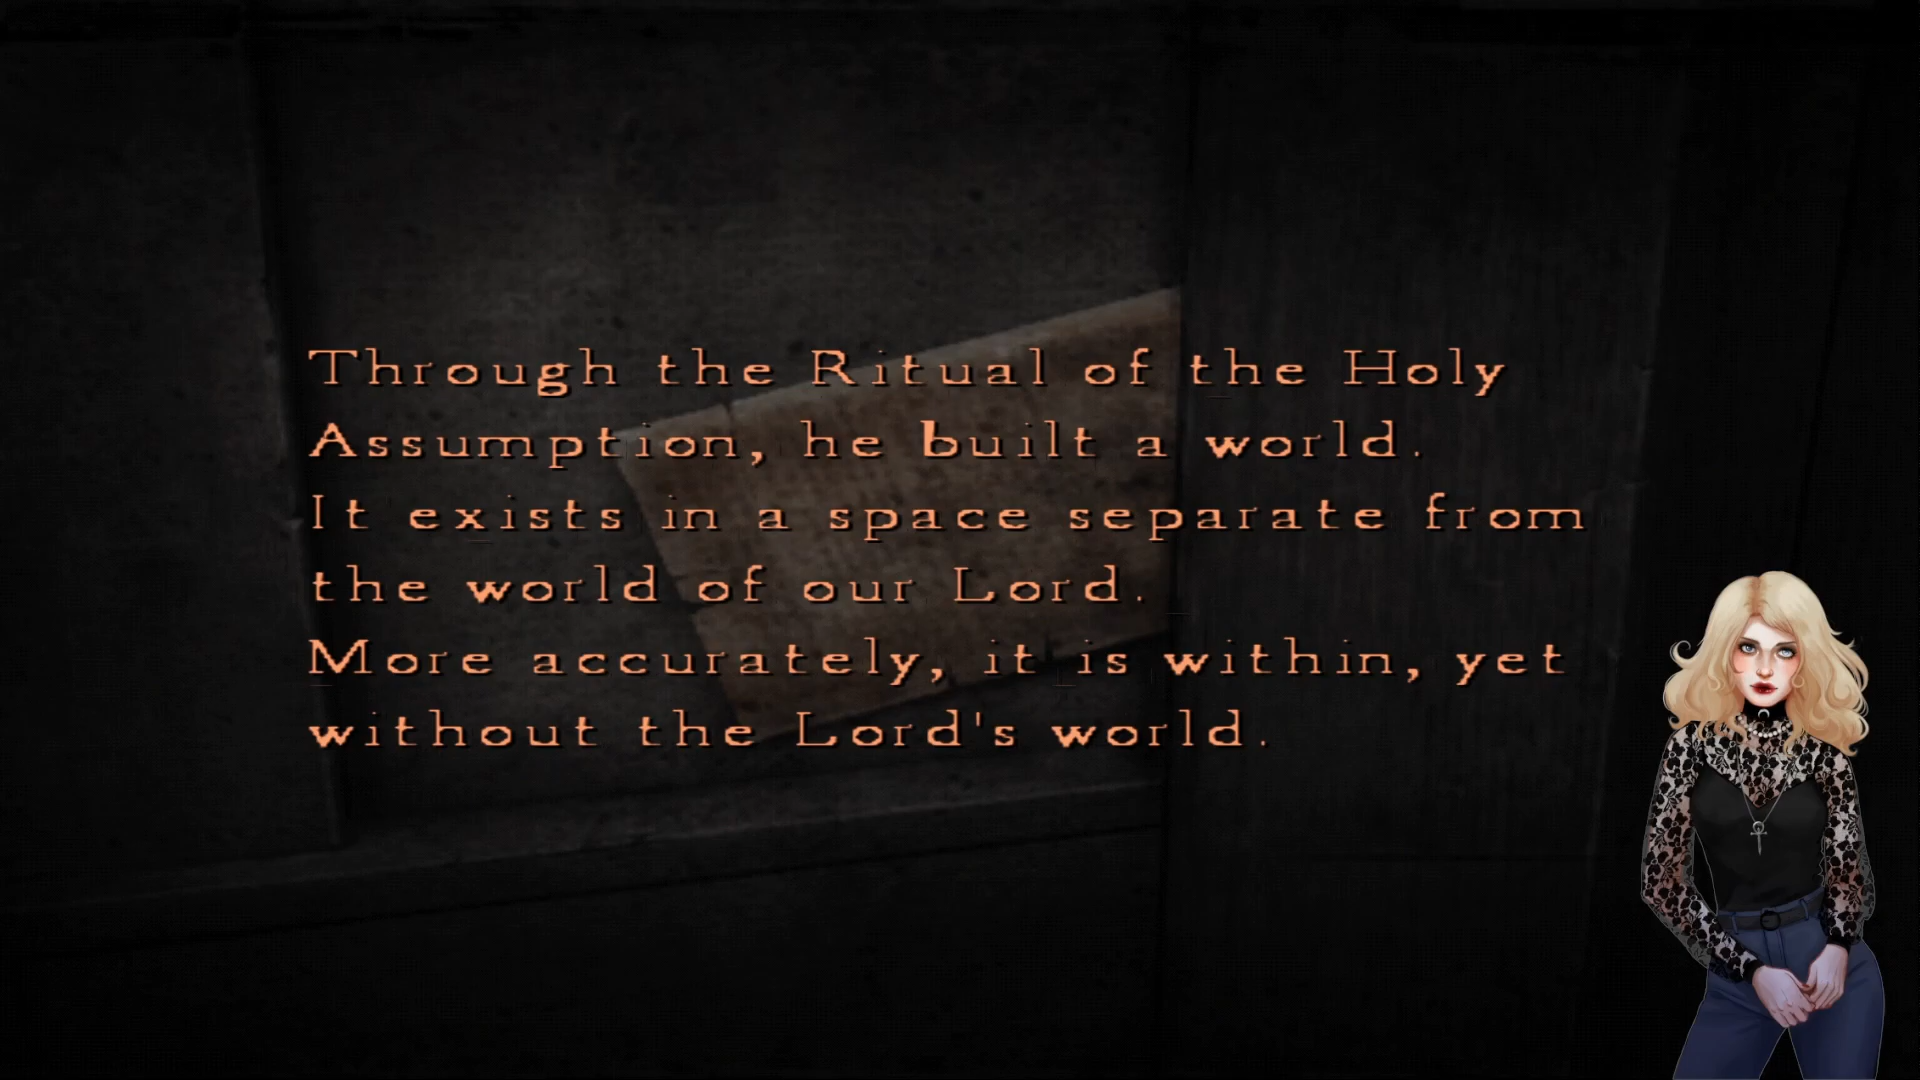 Through the Ritual of the Holy
Assumption, he built a world.
It exists in a space separate from
the world of our Lord.
More accurately, it is within, yet
without the Lord's world.